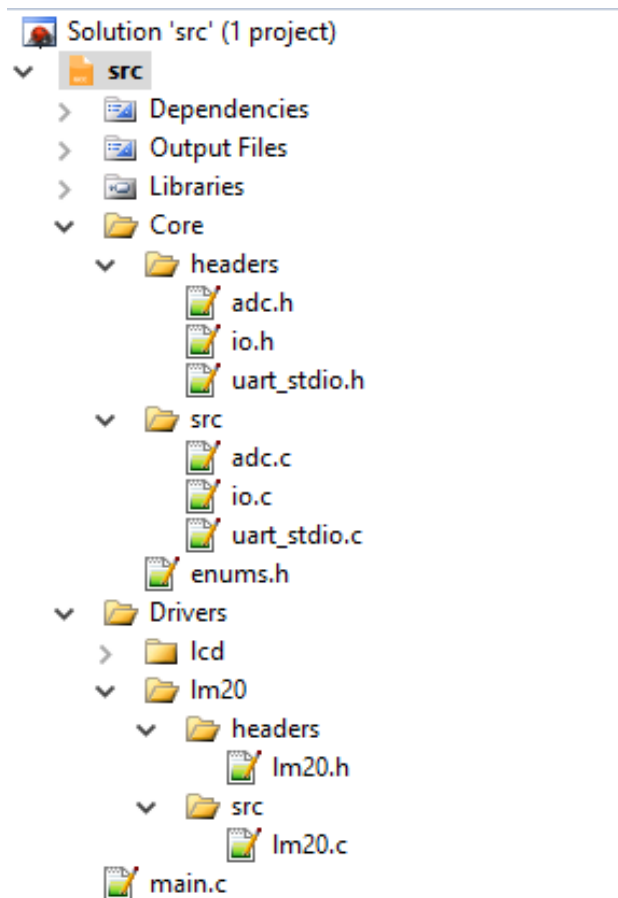 Solution 'src' (1 project)
src
Dependencies
Output Files
Libraries
Core
headers
adc.h
io.h
uart_stdio.h
src
adc.c
io.c
uart_stdio.c
enums.h
Drivers
lcd
lm20
headers
lm20.h
src
lm20.c
main.c